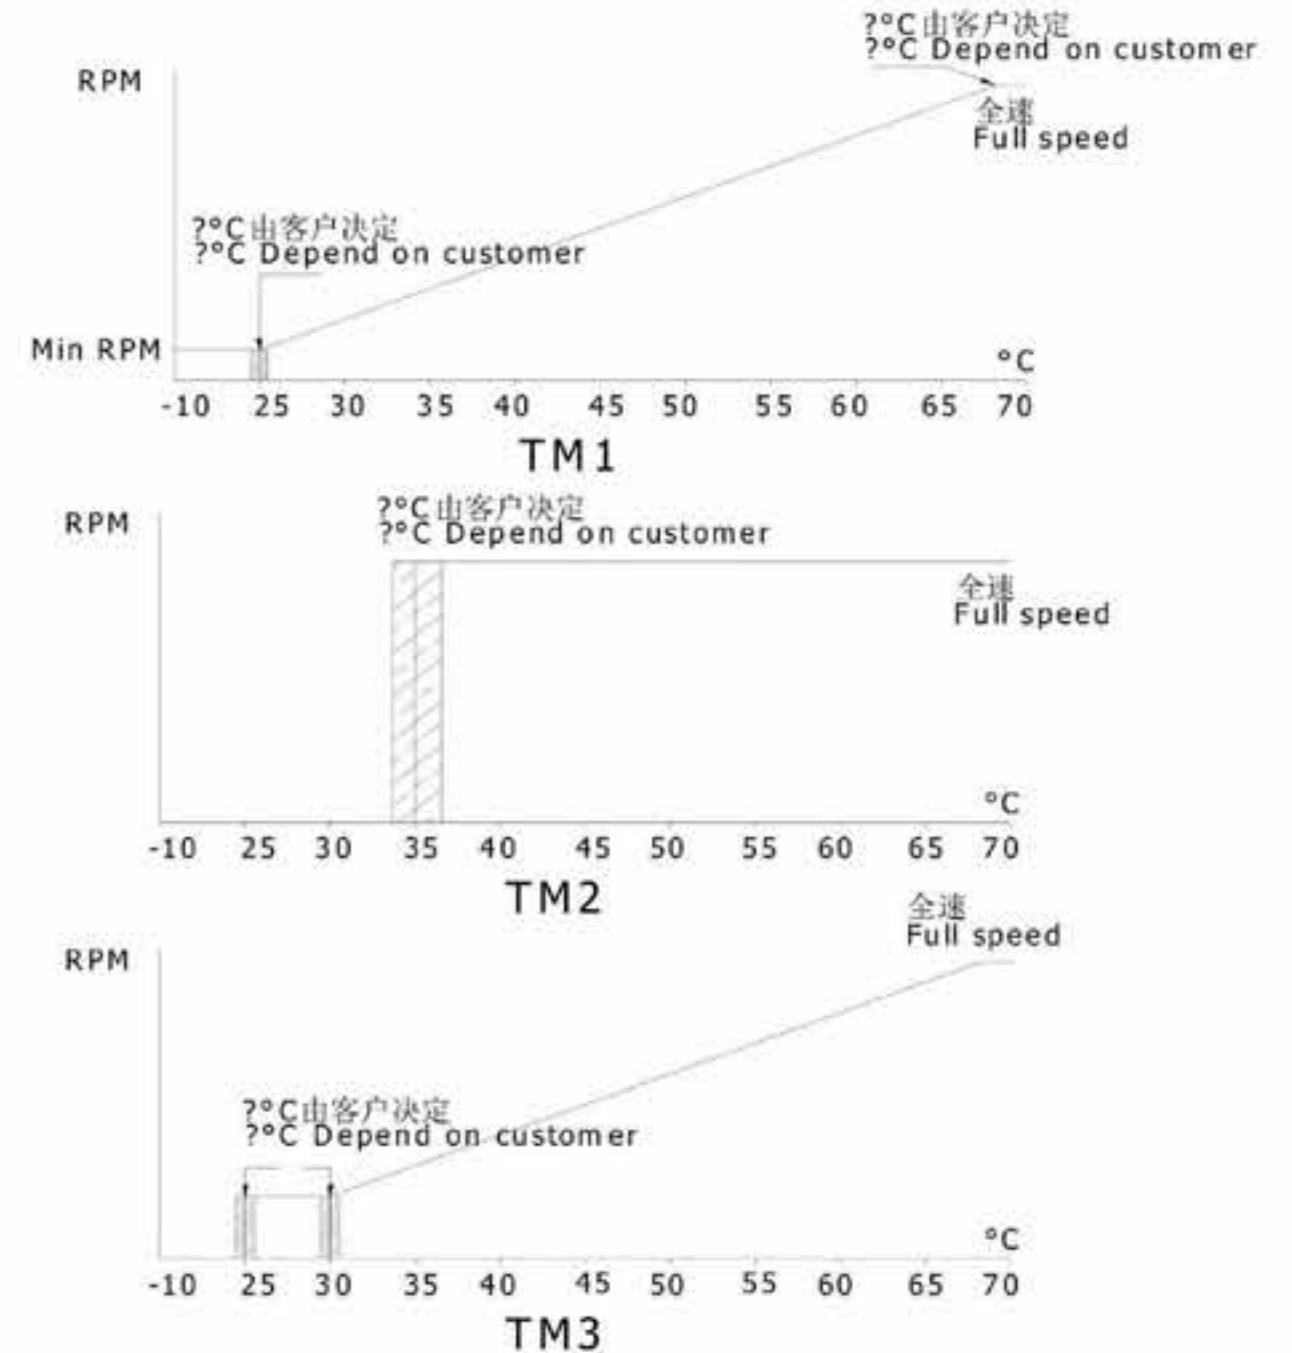 ?°C由客户决定
?°C Depend on customer
RPM
全速
Full speed
?°C由客户决定
?°C Depend on customer
Min RPM
°C
-10 25 30 35 40 45 50 55 60 65 70
TM1
?°C由客户决定
?°C Depend on customer
RPM
全速
Full speed
°C
-10 25 30 35 40 45 50 55 60 65 70
TM2
全速
Full speed
RPM
?°C由客户决定
?°C Depend on customer
°C
-10 25 30 35 40 45 50 55 60 65 70
TM3